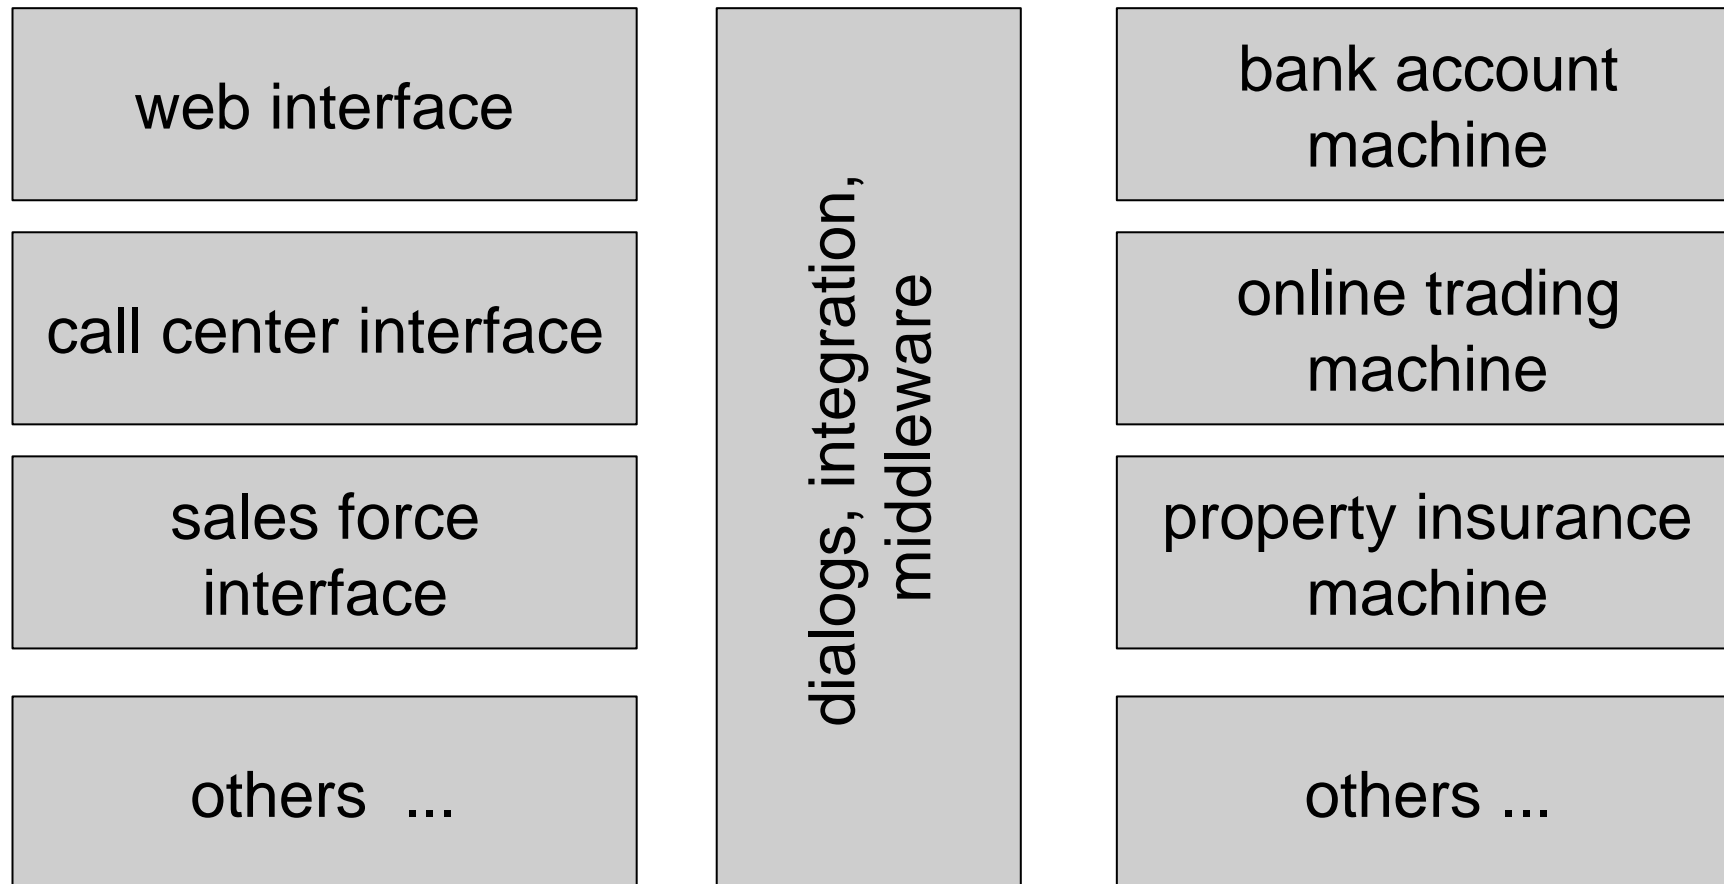 web interface
call center interface
sales force
interface
others ...
dialogs, integration,
middleware
bank account
machine
online trading
machine
property insurance
machine
others ...